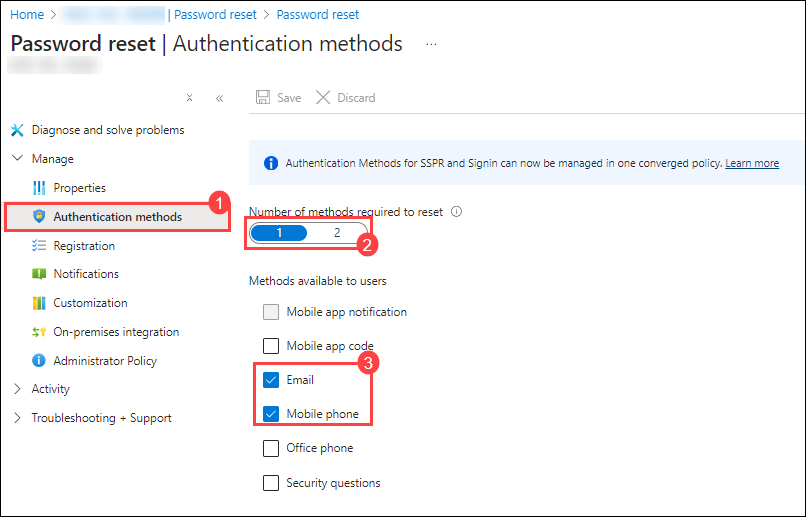 Home > | Password reset > Password reset
Password reset | Authentication methods ...
Save Discard
Diagnose and solve problems
Manage
Properties
Authentication methods
1
Registration
Notifications
Customization
On-premises integration
Administrator Policy
Activity
Troubleshooting + Support
Authentication Methods for SSPR and Signin can now be managed in one converged policy. Learn more
Number of methods required to reset
1 2
2
Methods available to users
Mobile app notification
Mobile app code
3
Email
Mobile phone
Office phone
Security questions